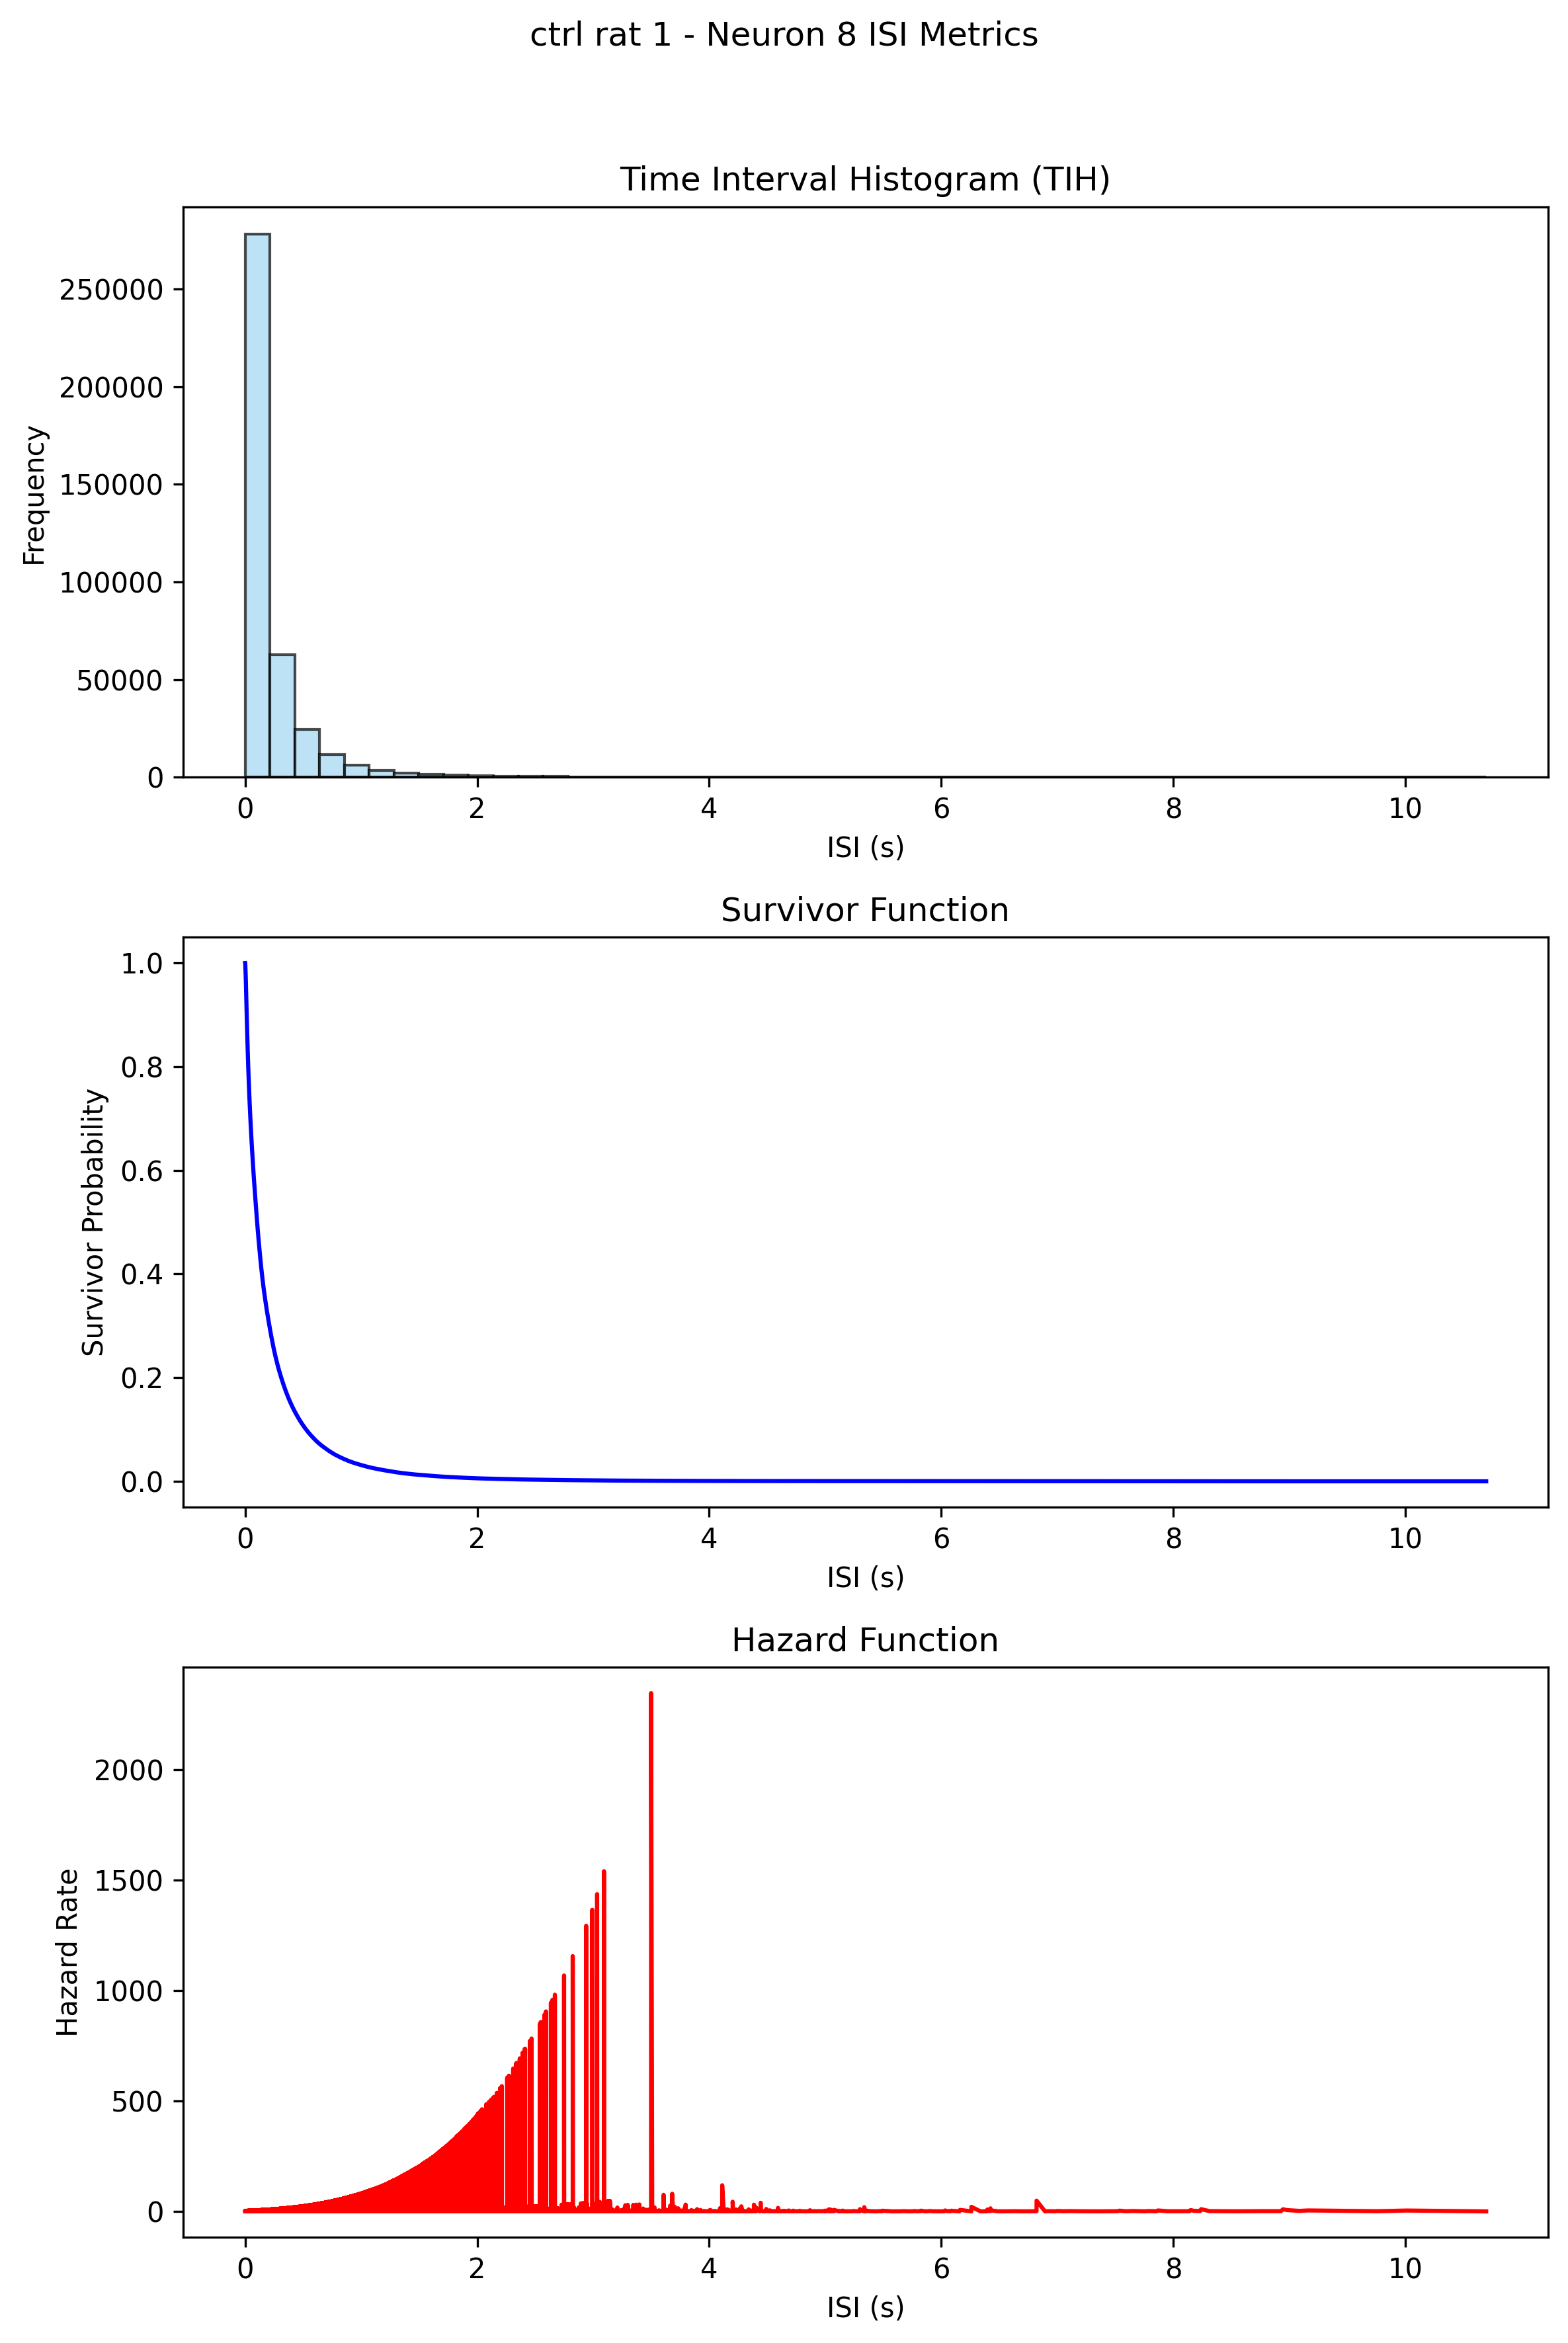 ctrl rat 1 - Neuron 8 ISI Metrics
Time Interval Histogram (TIH)
Frequency
250000
200000
150000
100000
50000
0
0 2 4 6 8 10
ISI (s)
Survivor Function
Survivor Probability
1.0
0.8
0.6
0.4
0.2
0.0
0 2 4 6 8 10
ISI (s)
Hazard Function
Hazard Rate
2000
1500
1000
500
0
0 2 4 6 8 10
ISI (s)